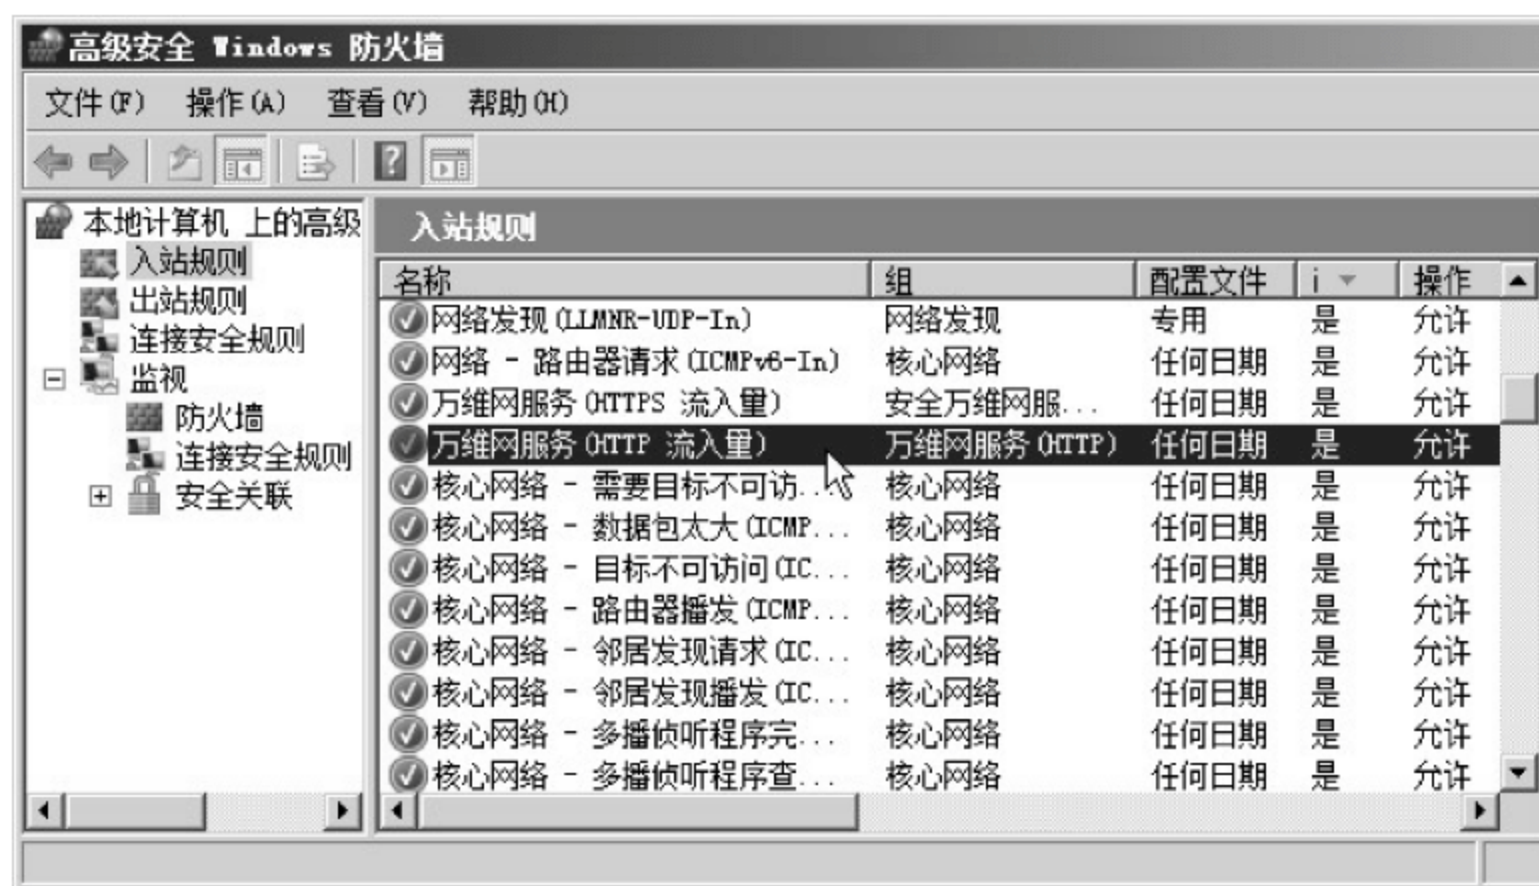 高级安全 Windows 防火墙
文件(F) 操作(A) 查看(V) 帮助(H)
本地计算机 上的高级
入站规则
出站规则
连接安全规则
监视
防火墙
连接安全规则
安全关联
入站规则
名称 组 配置文件 i 操作
网络发现(LLMNR-UDP-In) 网络发现 专用 是 允许
网络 - 路由器请求(ICMPv6-In) 核心网络 任何日期 是 允许
万维网服务(HTTPS 流入量) 安全万维网服... 任何日期 是 允许
万维网服务(HTTP 流入量) 万维网服务(HTTP) 任何日期 是 允许
核心网络 - 需要目标不可访... 核心网络 任何日期 是 允许
核心网络 - 数据包太大(ICMP... 核心网络 任何日期 是 允许
核心网络 - 目标不可访问(IC... 核心网络 任何日期 是 允许
核心网络 - 路由器播发(ICMP... 核心网络 任何日期 是 允许
核心网络 - 邻居发现请求(IC... 核心网络 任何日期 是 允许
核心网络 - 邻居发现播发(IC... 核心网络 任何日期 是 允许
核心网络 - 多播侦听程序完... 核心网络 任何日期 是 允许
核心网络 - 多播侦听程序查... 核心网络 任何日期 是 允许